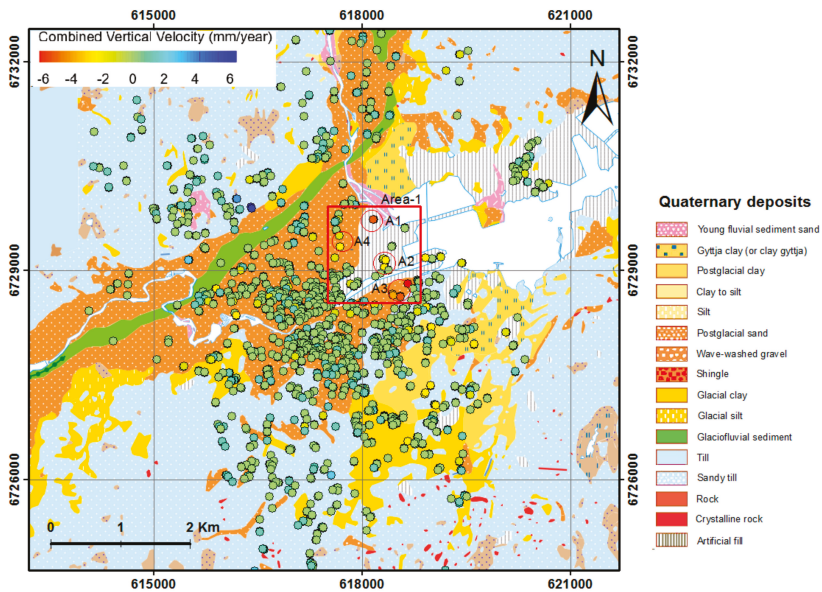 615000 618000 621000
Combined Vertical Velocity (mm/year)
-6 -4 -2 0 2 4 6
N
6732000 6732000
Area-1
A1
A4
A2
A3
6729000 6729000
6726000 6726000
0 1 2 Km
615000 618000 621000
Quaternary deposits
Young fluvial sediment sand
Gyttja clay (or clay gyttja)
Postglacial clay
Clay to silt
Silt
Postglacial sand
Wave-washed gravel
Shingle
Glacial clay
Glacial silt
Glaciofluvial sediment
Till
Sandy till
Rock
Crystalline rock
Artificial fill